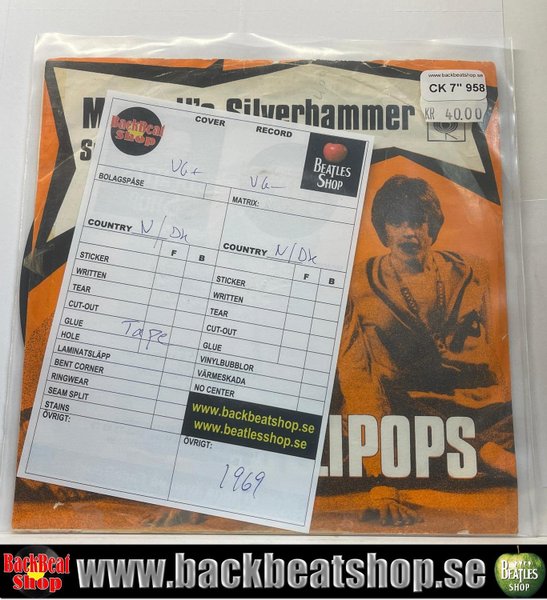 www.backbeatshop.se
CK 7" 958
KR 40.00
Silverhammer
BackBeat
Shop
COVER
RECORD
BEATLES
SHOP
VG+
VG-
BOLAGSPÅSE
MATRIX:
COUNTRY N/DK
COUNTRY N/DK
F B
F B
STICKER
STICKER
WRITTEN
WRITTEN
TEAR
TEAR
CUT-OUT
CUT-OUT
GLUE Tape
GLUE
HOLE
VINYLBUBBLOR
LAMINATSLÄPP
VÄRMESKADA
BENT CORNER
NO CENTER
RINGWEAR
SEAM SPLIT
STAINS
www.backbeatshop.se
www.beatlesshop.se
ÖVRIGT:
ÖVRIGT:
1969
LIPOPS
BackBeat
Shop
www.backbeatshop.se
BEATLES
SHOP